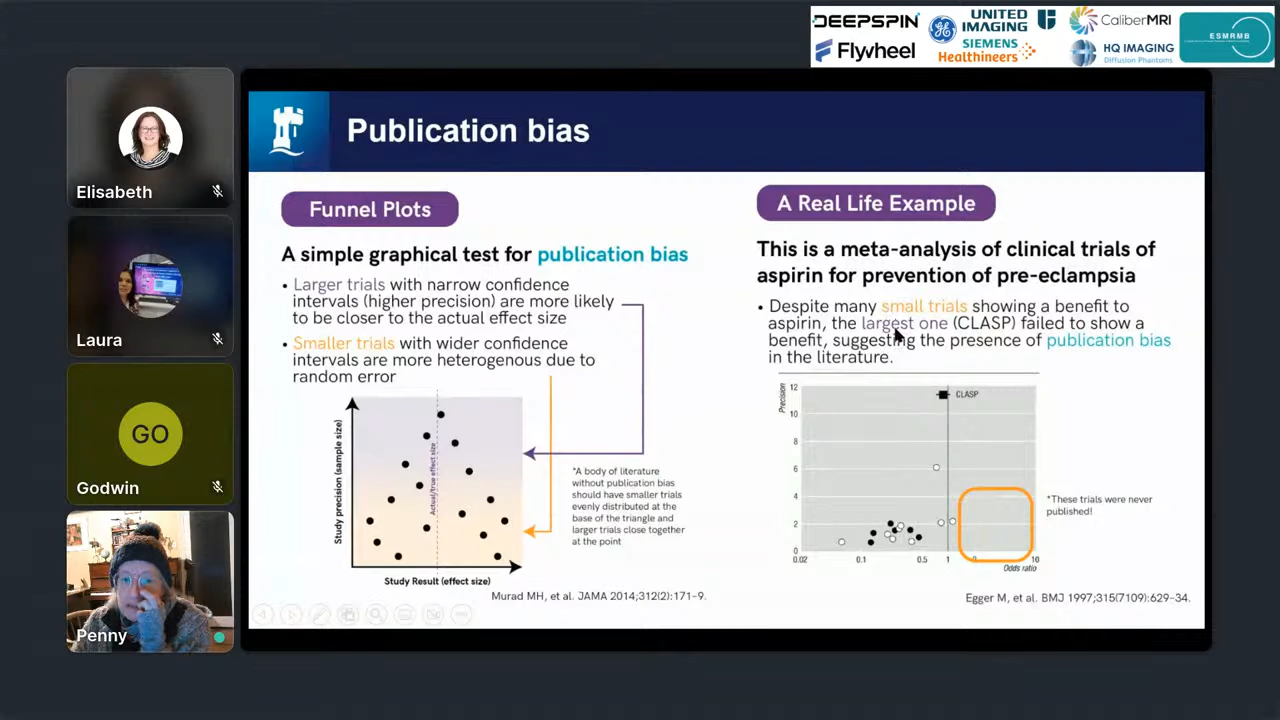 DEEPSPIN
UNITED
IMAGING
CaliberMRI
ESMRMB
Flywheel
SIEMENS
Healthineers
HQ IMAGING
Diffusion Phantoms
Elisabeth
Laura
GO
Godwin
Penny
Publication bias
Funnel Plots
A simple graphical test for publication bias
• Larger trials with narrow confidence
intervals (higher precision) are more likely
to be closer to the actual effect size
• Smaller trials with wider confidence
intervals are more heterogenous due to
random error
Study precision (sample size)
Actual/true effect size
Study Result (effect size)
*A body of literature
without publication bias
should have smaller trials
evenly distributed at the
base of the triangle and
larger trials close together
at the point
Murad MH, et al. JAMA 2014;312(2):171–9.
A Real Life Example
This is a meta-analysis of clinical trials of
aspirin for prevention of pre-eclampsia
• Despite many small trials showing a benefit to
aspirin, the largest one (CLASP) failed to show a
benefit, suggesting the presence of publication bias
in the literature.
Precision
12
10
8
6
4
2
0
CLASP
0.02
0.1
0.5
1
10
Odds ratio
*These trials were never
published!
Egger M, et al. BMJ 1997;315(7109):629–34.